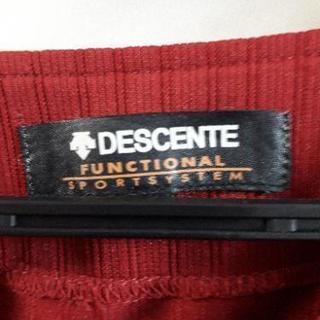 DESCENTE
FUNCTIONAL
SPORTSYSTEM